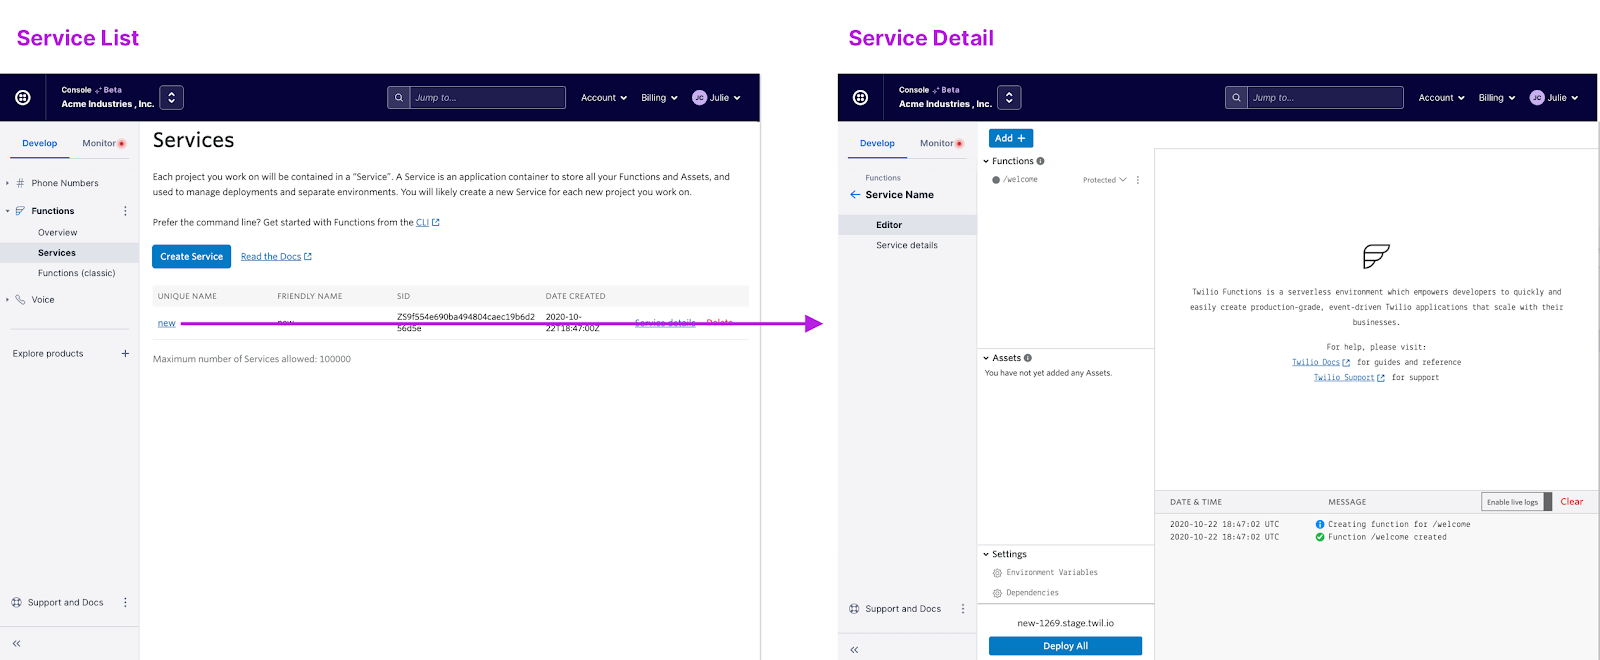 Service List
Console Beta
Acme Industries , Inc.
Jump to...
Account
Billing
JC Julie
Develop
Monitor
Phone Numbers
Functions
Overview
Services
Functions (classic)
Voice
Explore products
Support and Docs
Services
Each project you work on will be contained in a “Service”. A Service is an application container to store all your Functions and Assets, and
used to manage deployments and separate environments. You will likely create a new Service for each new project you work on.
Prefer the command line? Get started with Functions from the CLI
Create Service
Read the Docs
UNIQUE NAME FRIENDLY NAME SID DATE CREATED
new new ZS9f554e690ba494804caec19b6d2 2020-10- Service details Delete
56d5e 22T18:47:00Z
Maximum number of Services allowed: 100000
Service Detail
Console Beta
Acme Industries , Inc.
Jump to...
Account
Billing
JC Julie
Develop
Monitor
Functions
Service Name
Editor
Service details
Support and Docs
Add +
Functions
/welcome Protected
Assets
You have not yet added any Assets.
Settings
Environment Variables
Dependencies
new-1269.stage.twil.io
Deploy All
Twilio Functions is a serverless environment which empowers developers to quickly and
easily create production-grade, event-driven Twilio applications that scale with their
businesses.
For help, please visit:
Twilio Docs for guides and reference
Twilio Support for support
DATE & TIME MESSAGE Enable live logs Clear
2020-10-22 18:47:02 UTC Creating function for /welcome
2020-10-22 18:47:02 UTC Function /welcome created